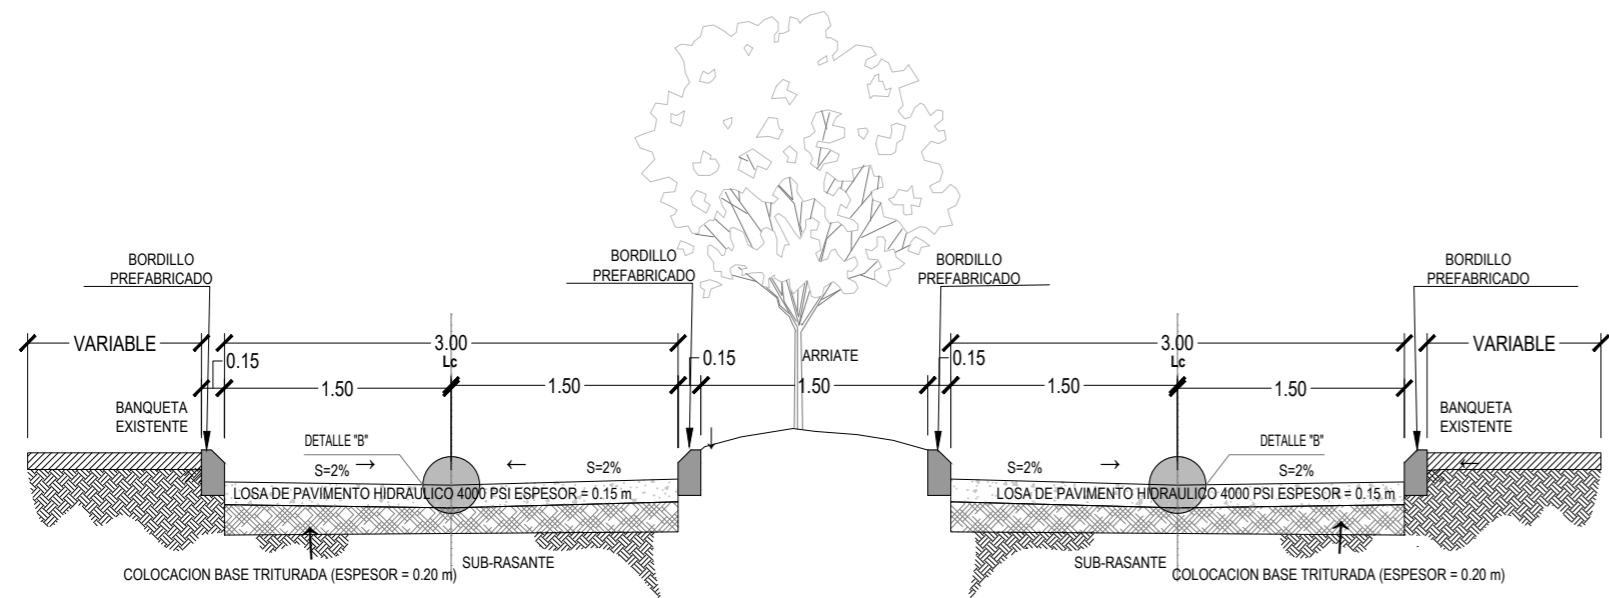 BORDILLO
PREFABRICADO
BORDILLO
PREFABRICADO
BORDILLO
PREFABRICADO
BORDILLO
PREFABRICADO
VARIABLE
3.00
Lc
0.15
0.15
ARRIATE
3.00
Lc
0.15
VARIABLE
1.50
1.50
1.50
1.50
1.50
BANQUETA
EXISTENTE
BANQUETA
EXISTENTE
DETALLE "B"
DETALLE "B"
S=2%
S=2%
S=2%
S=2%
LOSA DE PAVIMENTO HIDRAULICO 4000 PSI ESPESOR = 0.15 m
LOSA DE PAVIMENTO HIDRAULICO 4000 PSI ESPESOR = 0.15 m
SUB-RASANTE
SUB-RASANTE
COLOCACION BASE TRITURADA (ESPESOR = 0.20 m)
COLOCACION BASE TRITURADA (ESPESOR = 0.20 m)